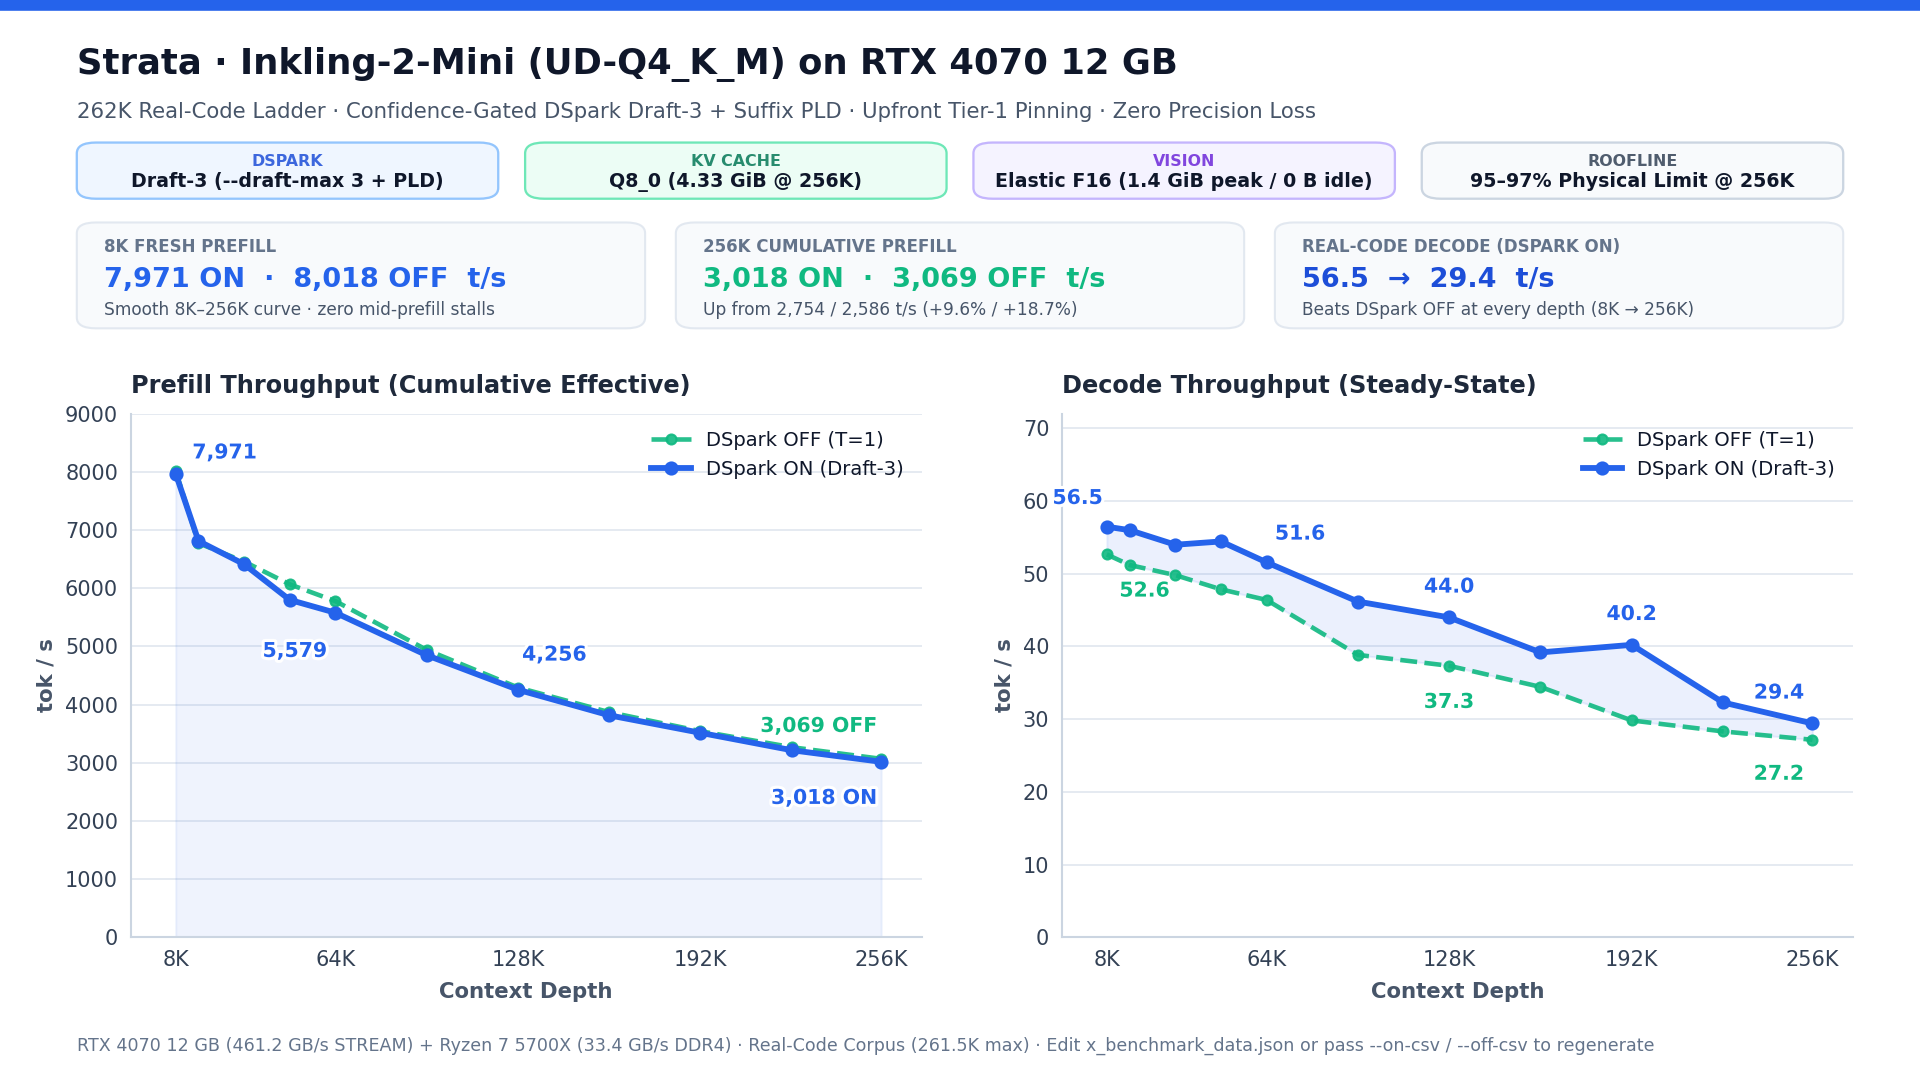 Strata · Inkling-2-Mini (UD-Q4_K_M) on RTX 4070 12 GB
262K Real-Code Ladder · Confidence-Gated DSpark Draft-3 + Suffix PLD · Upfront Tier-1 Pinning · Zero Precision Loss
DSPARK
Draft-3 (--draft-max 3 + PLD)
KV CACHE
Q8_0 (4.33 GiB @ 256K)
VISION
Elastic F16 (1.4 GiB peak / 0 B idle)
ROOFLINE
95–97% Physical Limit @ 256K
8K FRESH PREFILL
7,971 ON · 8,018 OFF t/s
Smooth 8K–256K curve · zero mid-prefill stalls
256K CUMULATIVE PREFILL
3,018 ON · 3,069 OFF t/s
Up from 2,754 / 2,586 t/s (+9.6% / +18.7%)
REAL-CODE DECODE (DSPARK ON)
56.5 → 29.4 t/s
Beats DSpark OFF at every depth (8K → 256K)
Prefill Throughput (Cumulative Effective)
9000
8000
7000
6000
5000
4000
3000
2000
1000
0
tok / s
DSpark OFF (T=1)
DSpark ON (Draft-3)
7,971
5,579
4,256
3,069 OFF
3,018 ON
8K
64K
128K
192K
256K
Context Depth
Decode Throughput (Steady-State)
70
60
50
40
30
20
10
0
tok / s
DSpark OFF (T=1)
DSpark ON (Draft-3)
56.5
51.6
52.6
44.0
40.2
37.3
29.4
27.2
8K
64K
128K
192K
256K
Context Depth
RTX 4070 12 GB (461.2 GB/s STREAM) + Ryzen 7 5700X (33.4 GB/s DDR4) · Real-Code Corpus (261.5K max) · Edit x_benchmark_data.json or pass --on-csv / --off-csv to regenerate